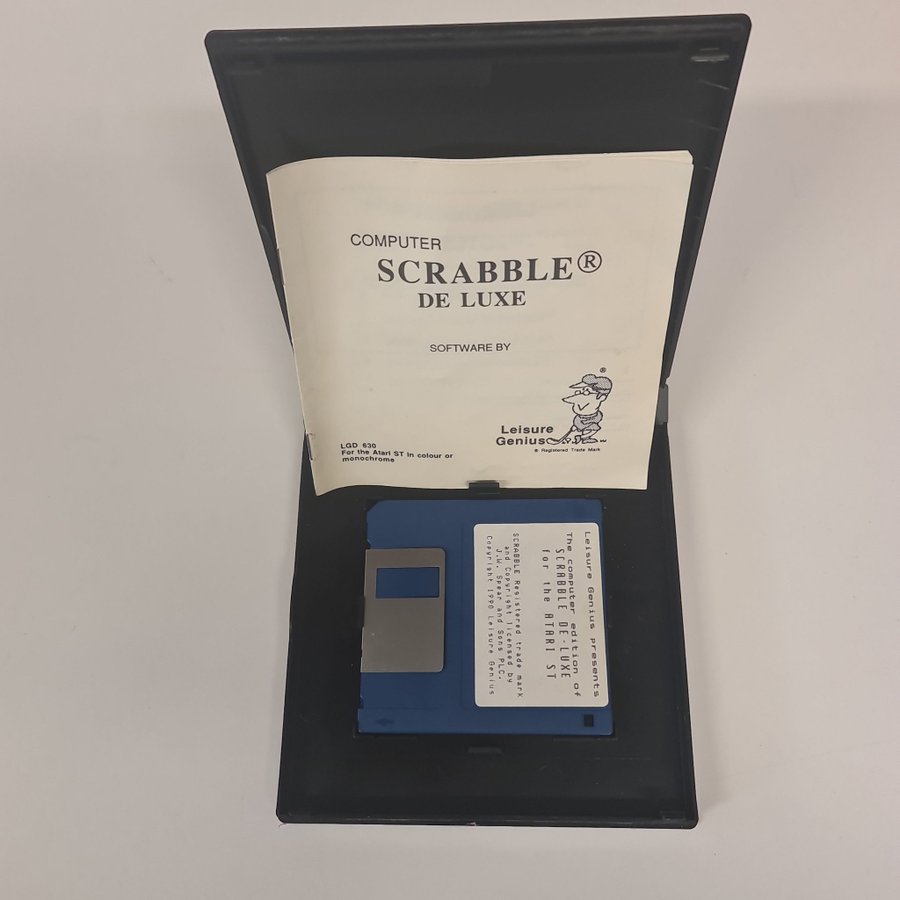 COMPUTER
SCRABBLE®
DE LUXE
SOFTWARE BY
®
Leisure
Genius
® Registered Trade Mark
LGD 630
For the Atari ST in colour or
monochrome
Leisure Genius presents
The computer edition of
SCRABBLE DE-LUXE
for the ATARI ST
SCRABBLE Registered trade mark
and Copyright licensed by
J.W. Spear and Sons PLC.
Copyright 1990 Leisure Genius